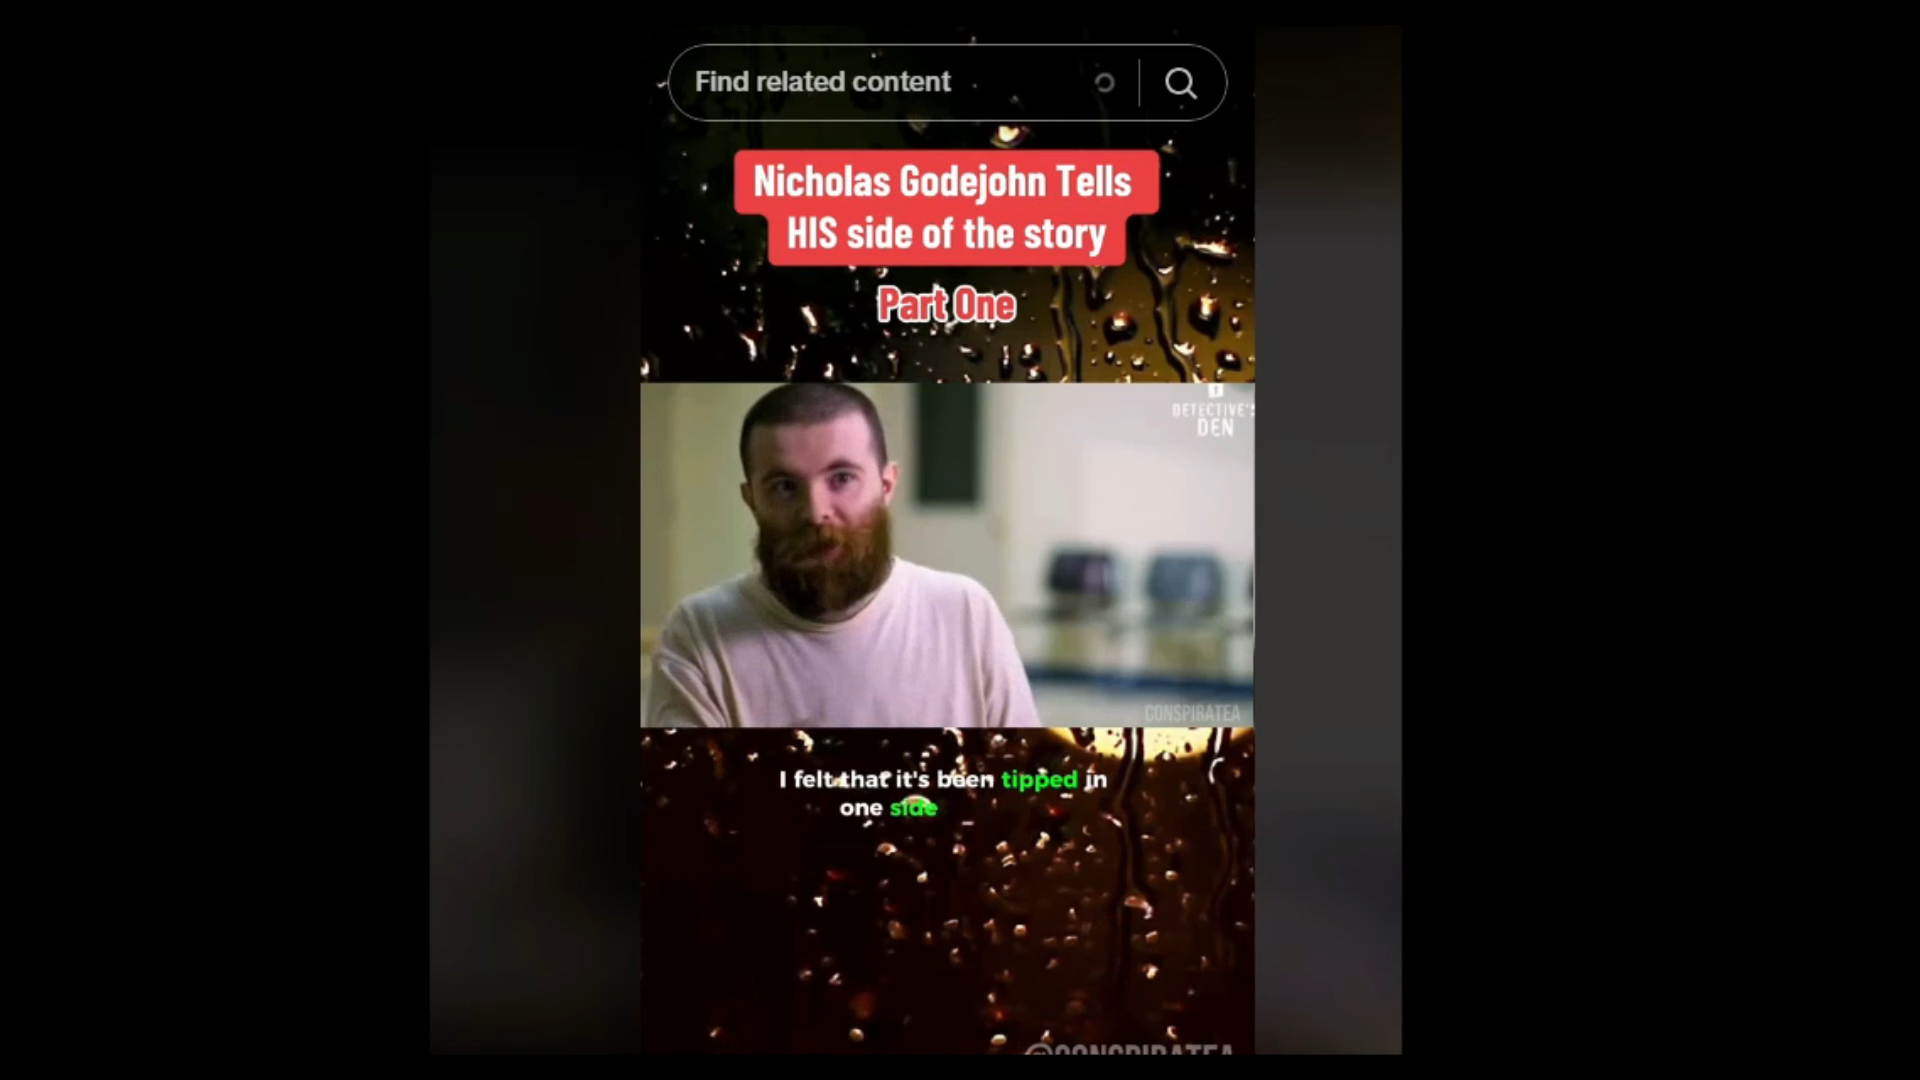 Find related content
Nicholas Godejohn Tells
HIS side of the story
Part One
DETECTIVE'S
DEN
CONSPIRATEA
I felt that it's been tipped in
one side
@CONSPIRATEA